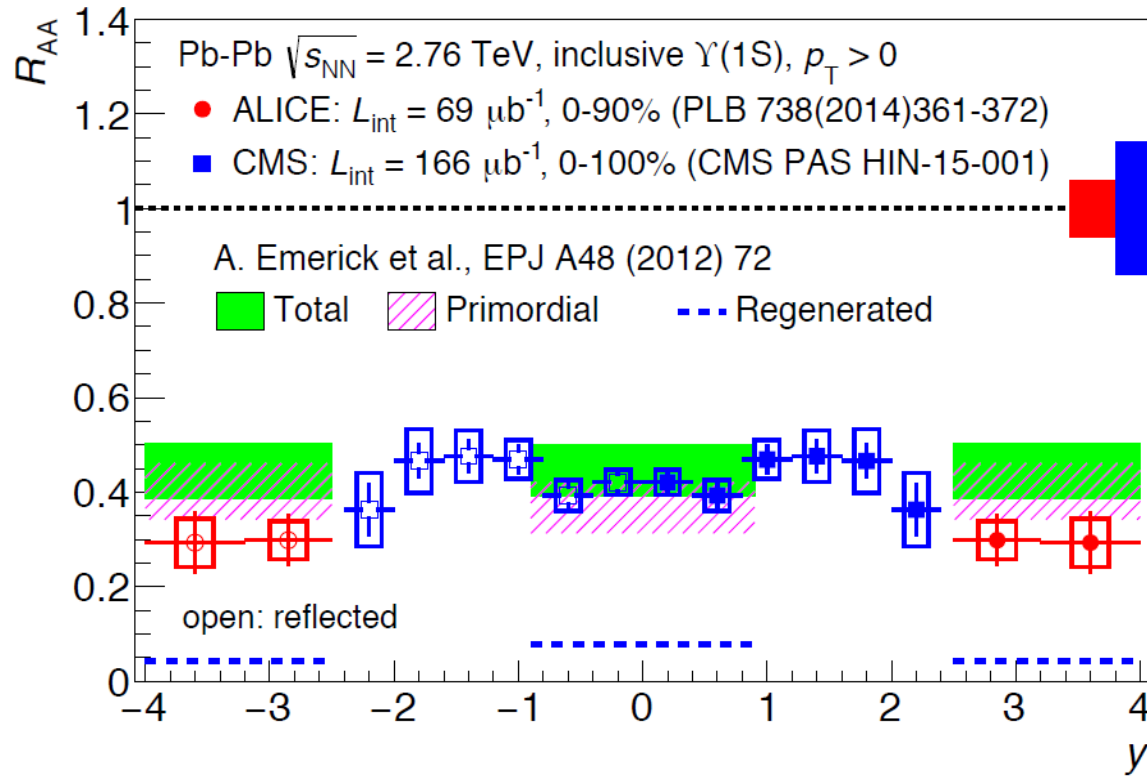 R_AA
1.4
1.2
1
0.8
0.6
0.4
0.2
0
Pb-Pb √s_NN = 2.76 TeV, inclusive ϒ(1S), p_T > 0
ALICE: L_int = 69 μb⁻¹, 0-90% (PLB 738(2014)361-372)
CMS: L_int = 166 μb⁻¹, 0-100% (CMS PAS HIN-15-001)
A. Emerick et al., EPJ A48 (2012) 72
Total Primordial Regenerated
open: reflected
−4 −3 −2 −1 0 1 2 3 4
y